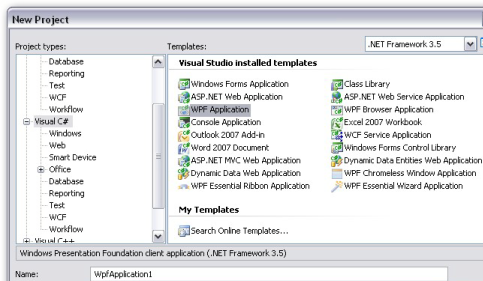 New Project
Project types:
Templates:
.NET Framework 3.5
Database
Reporting
Test
WCF
Workflow
Visual C#
Windows
Web
Smart Device
Office
Database
Reporting
Test
WCF
Workflow
Visual C++
Visual Studio installed templates
Windows Forms Application
Class Library
ASP.NET Web Application
ASP.NET Web Service Application
WPF Application
WPF Browser Application
Console Application
Excel 2007 Workbook
Outlook 2007 Add-in
WCF Service Application
Word 2007 Document
Windows Forms Control Library
ASP.NET MVC Web Application
Dynamic Data Entities Web Application
Dynamic Data Web Application
WPF Chromeless Window Application
WPF Essential Ribbon Application
WPF Essential Wizard Application
My Templates
Search Online Templates...
Windows Presentation Foundation client application (.NET Framework 3.5)
Name:
WpfApplication1